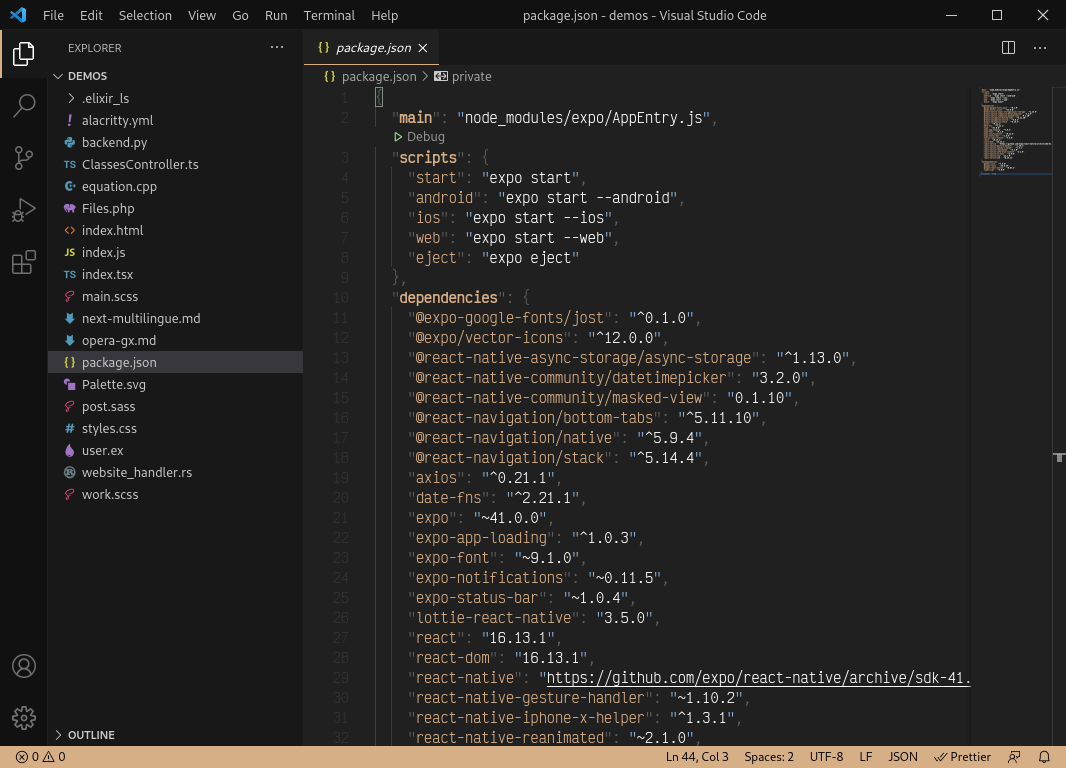 File Edit Selection View Go Run Terminal Help package.json - demos - Visual Studio Code
EXPLORER
DEMOS
.elixir_ls
! alacritty.yml
backend.py
TS ClassesController.ts
equation.cpp
Files.php
<> index.html
JS index.js
TS index.tsx
main.scss
next-multilingue.md
opera-gx.md
{} package.json
Palette.svg
post.sass
# styles.css
user.ex
website_handler.rs
work.scss
OUTLINE
{} package.json
{} package.json > private
1 {
2 "main": "node_modules/expo/AppEntry.js",
Debug
3 "scripts": {
4 "start": "expo start",
5 "android": "expo start --android",
6 "ios": "expo start --ios",
7 "web": "expo start --web",
8 "eject": "expo eject"
9 },
10 "dependencies": {
11 "@expo-google-fonts/jost": "^0.1.0",
12 "@expo/vector-icons": "^12.0.0",
13 "@react-native-async-storage/async-storage": "^1.13.0",
14 "@react-native-community/datetimepicker": "3.2.0",
15 "@react-native-community/masked-view": "0.1.10",
16 "@react-navigation/bottom-tabs": "^5.11.10",
17 "@react-navigation/native": "^5.9.4",
18 "@react-navigation/stack": "^5.14.4",
19 "axios": "^0.21.1",
20 "date-fns": "^2.21.1",
21 "expo": "~41.0.0",
22 "expo-app-loading": "^1.0.3",
23 "expo-font": "~9.1.0",
24 "expo-notifications": "~0.11.5",
25 "expo-status-bar": "~1.0.4",
26 "lottie-react-native": "3.5.0",
27 "react": "16.13.1",
28 "react-dom": "16.13.1",
29 "react-native": "https://github.com/expo/react-native/archive/sdk-41.
30 "react-native-gesture-handler": "~1.10.2",
31 "react-native-iphone-x-helper": "^1.3.1",
32 "react-native-reanimated": "~2.1.0",
0 0 Ln 44, Col 3 Spaces: 2 UTF-8 LF JSON Prettier